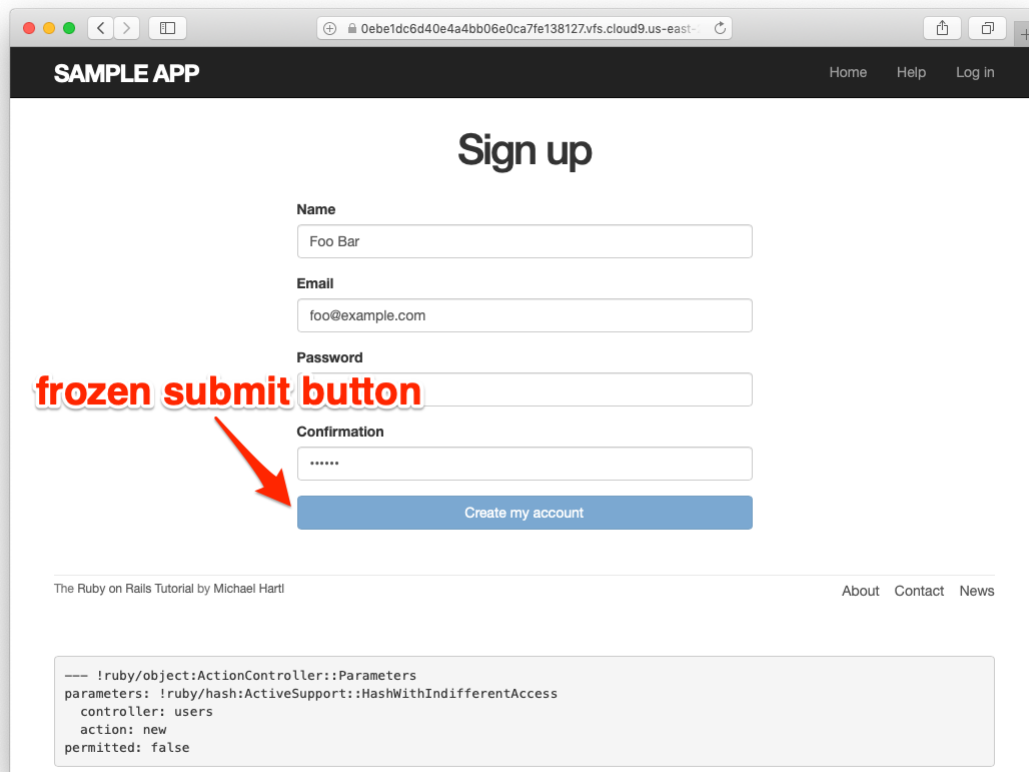 0ebe1dc6d40e4a4bb06e0ca7fe138127.vfs.cloud9.us-east-
SAMPLE APP Home Help Log in
Sign up
Name
Foo Bar
Email
foo@example.com
Password
frozen submit button
Confirmation
••••••
Create my account
The Ruby on Rails Tutorial by Michael Hartl About Contact News
--- !ruby/object:ActionController::Parameters
parameters: !ruby/hash:ActiveSupport::HashWithIndifferentAccess
  controller: users
  action: new
permitted: false